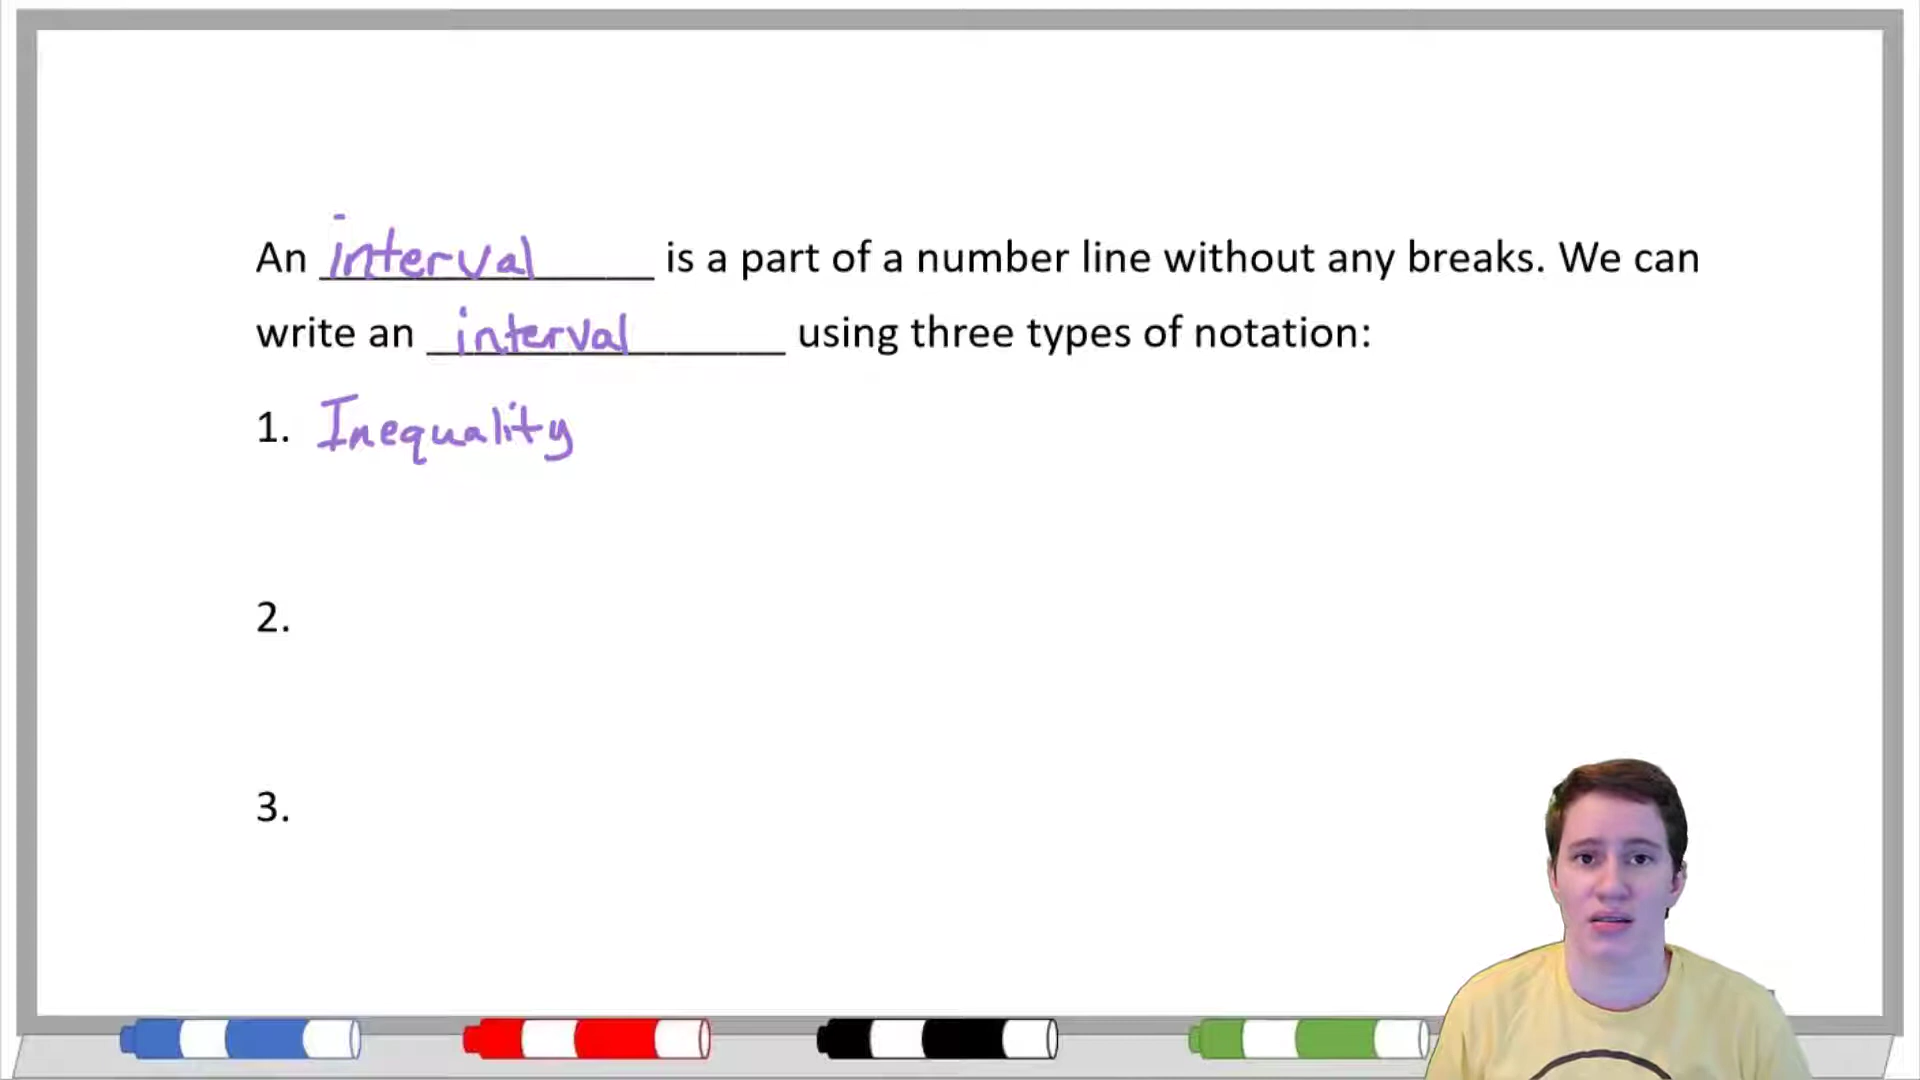 An interval is a part of a number line without any breaks. We can
write an interval using three types of notation:
1. Inequality
2.
3.